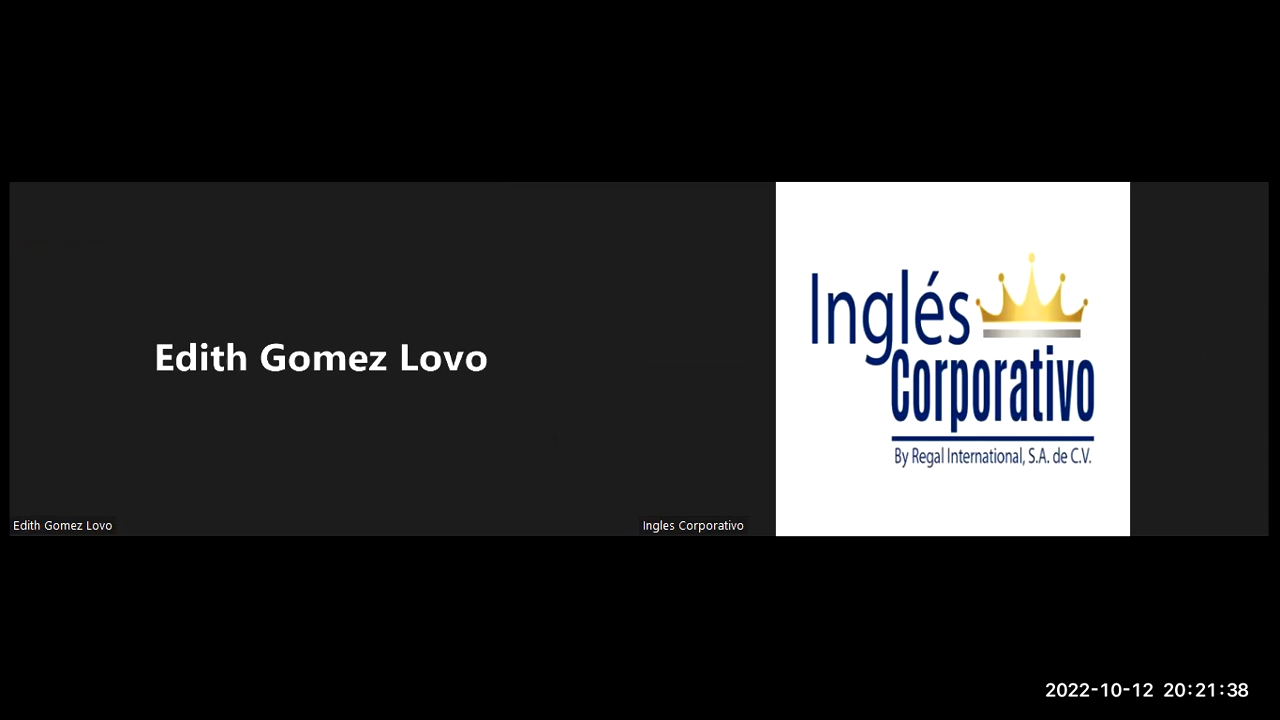 Edith Gomez Lovo
Inglés
Corporativo
By Regal International, S.A. de C.V.
Edith Gomez Lovo
Ingles Corporativo
2022-10-12 20:21:38